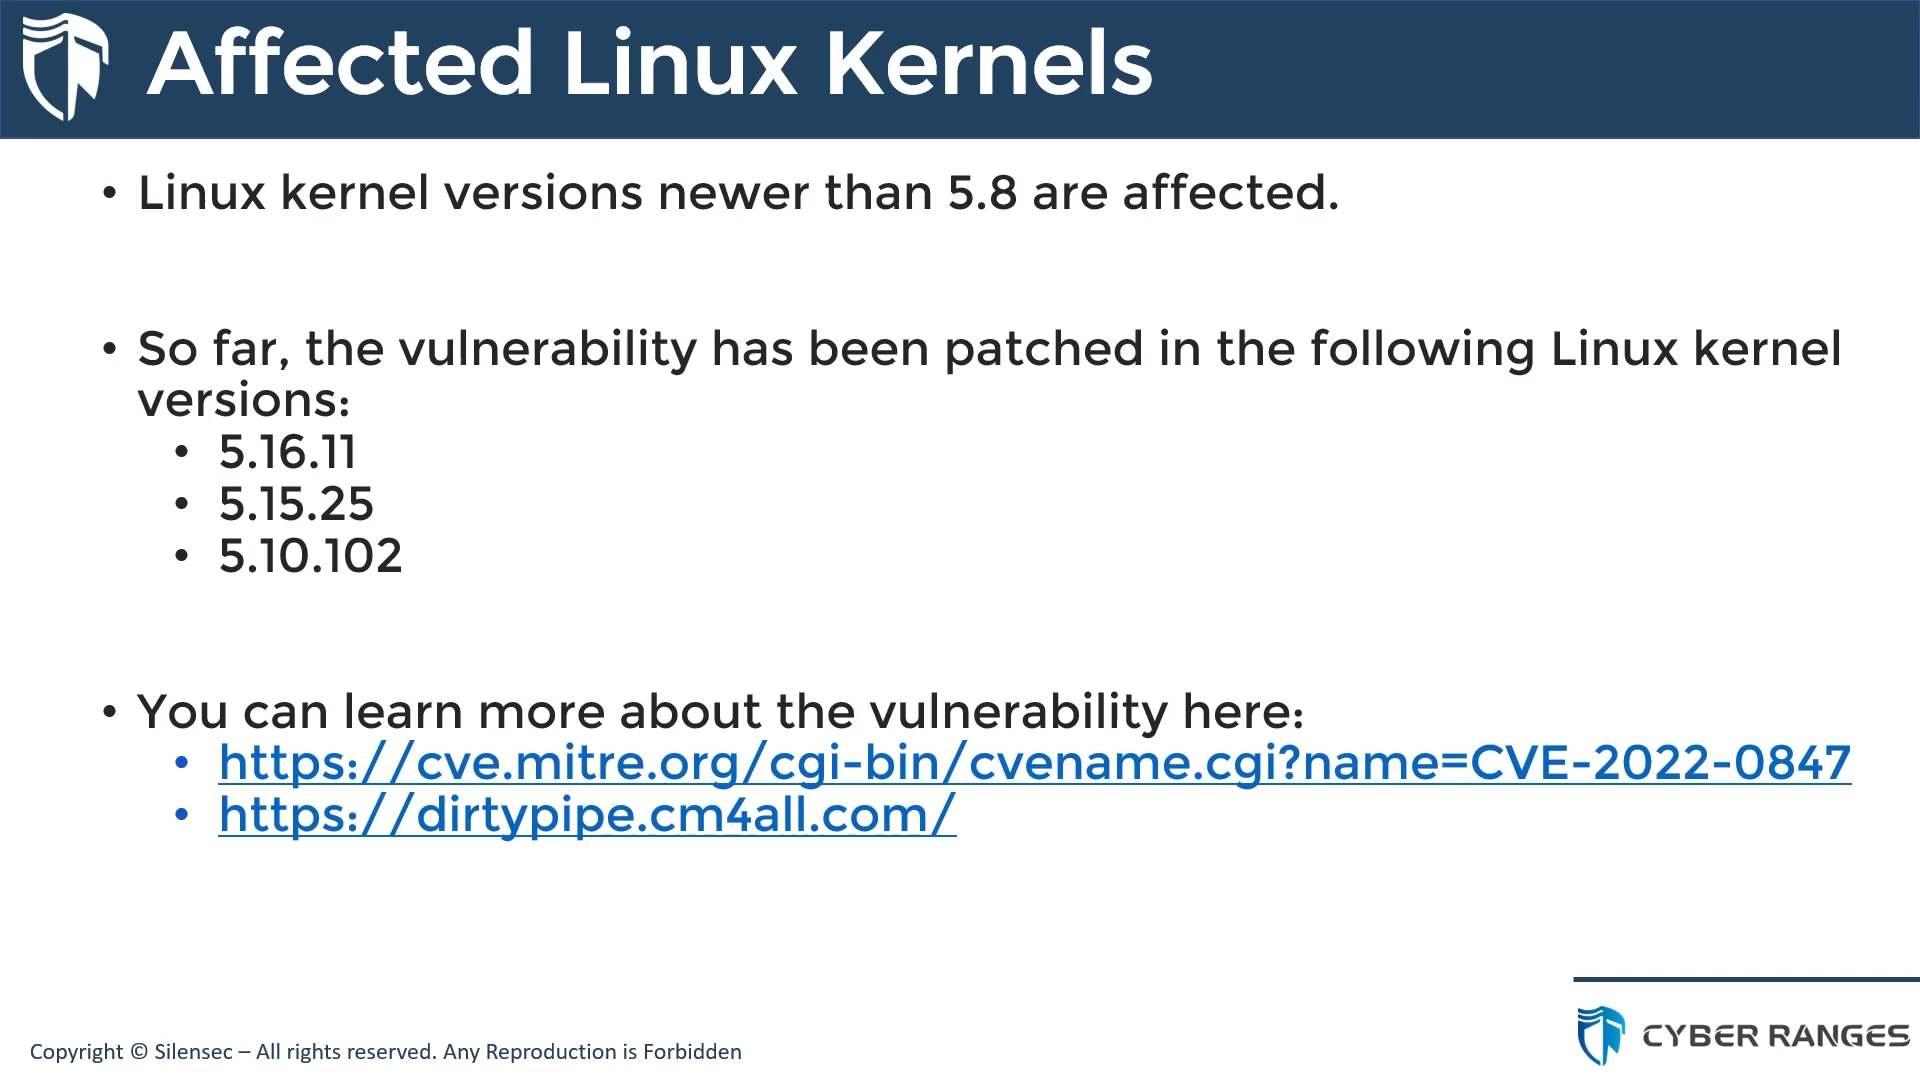 Affected Linux Kernels
• Linux kernel versions newer than 5.8 are affected.
• So far, the vulnerability has been patched in the following Linux kernel
versions:
• 5.16.11
• 5.15.25
• 5.10.102
• You can learn more about the vulnerability here:
• https://cve.mitre.org/cgi-bin/cvename.cgi?name=CVE-2022-0847
• https://dirtypipe.cm4all.com/
Copyright © Silensec – All rights reserved. Any Reproduction is Forbidden
CYBER RANGES